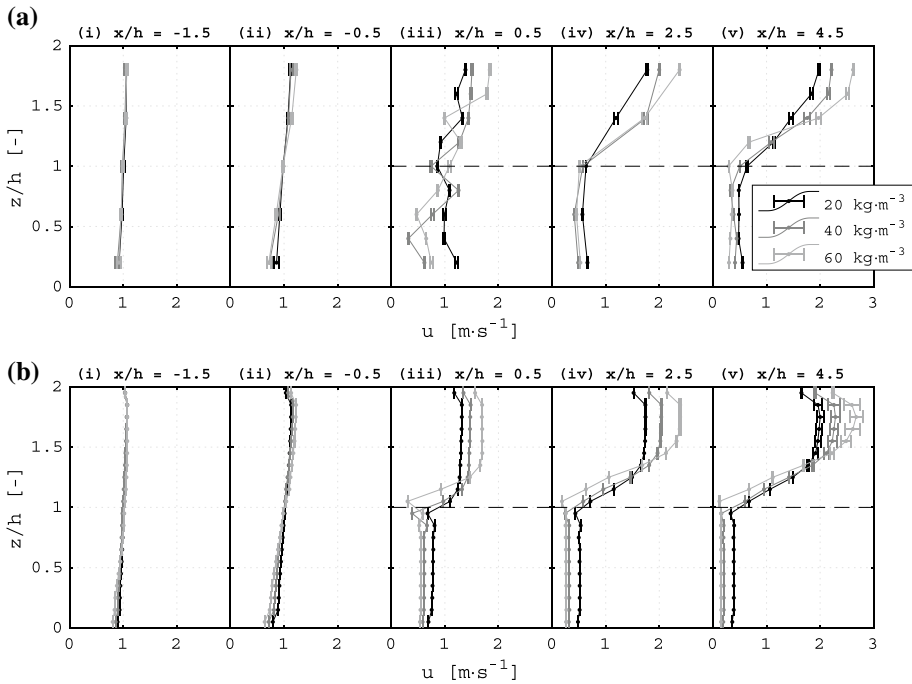 (a)
(i) x/h = -1.5 (ii) x/h = -0.5 (iii) x/h = 0.5 (iv) x/h = 2.5 (v) x/h = 4.5
2
1.5
1
0.5
0
z/h [-]
20 kg·m⁻³
40 kg·m⁻³
60 kg·m⁻³
0 1 2 0 1 2 0 1 2 0 1 2 0 1 2 3
u [m·s⁻¹]
(b)
(i) x/h = -1.5 (ii) x/h = -0.5 (iii) x/h = 0.5 (iv) x/h = 2.5 (v) x/h = 4.5
2
1.5
1
0.5
0
z/h [-]
0 1 2 0 1 2 0 1 2 0 1 2 0 1 2 3
u [m·s⁻¹]